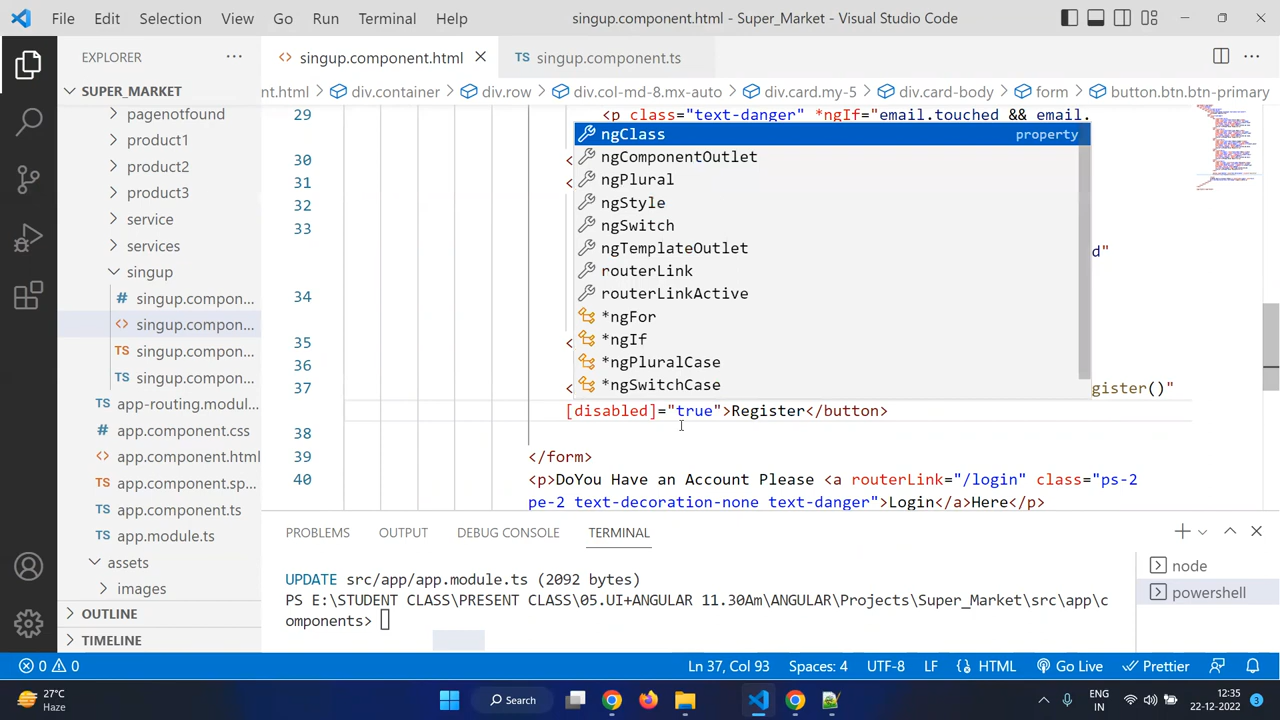 File Edit Selection View Go Run Terminal Help
singup.component.html - Super_Market - Visual Studio Code
EXPLORER
SUPER_MARKET
pagenotfound
product1
product2
product3
service
services
singup
singup.compon...
singup.compon...
singup.compon...
singup.compon...
app-routing.modul...
app.component.css
app.component.html
app.component.sp...
app.component.ts
app.module.ts
assets
images
OUTLINE
TIMELINE
singup.component.html
TS singup.component.ts
nt.html > div.container > div.row > div.col-md-8.mx-auto > div.card.my-5 > div.card-body > form > button.btn.btn-primary
29 <p class="text-danger" *ngIf="email.touched && email.
ngClass property
ngComponentOutlet
30 <
ngPlural
31 <
ngStyle
32
ngSwitch
33
ngTemplateOutlet
d"
routerLink
routerLinkActive
34
*ngFor
*ngIf
35 <
*ngPluralCase
36
*ngSwitchCase
37 < gister()"
[disabled]="true">Register</button>
38
39 </form>
40 <p>DoYou Have an Account Please <a routerLink="/login" class="ps-2
pe-2 text-decoration-none text-danger">Login</a>Here</p>
PROBLEMS OUTPUT DEBUG CONSOLE TERMINAL
UPDATE src/app/app.module.ts (2092 bytes)
PS E:\STUDENT CLASS\PRESENT CLASS\05.UI+ANGULAR 11.30Am\ANGULAR\Projects\Super_Market\src\app\c
omponents>
node
powershell
0 0
Ln 37, Col 93 Spaces: 4 UTF-8 LF HTML Go Live Prettier
27°C
Haze
Search
ENG
IN
12:35
22-12-2022
3